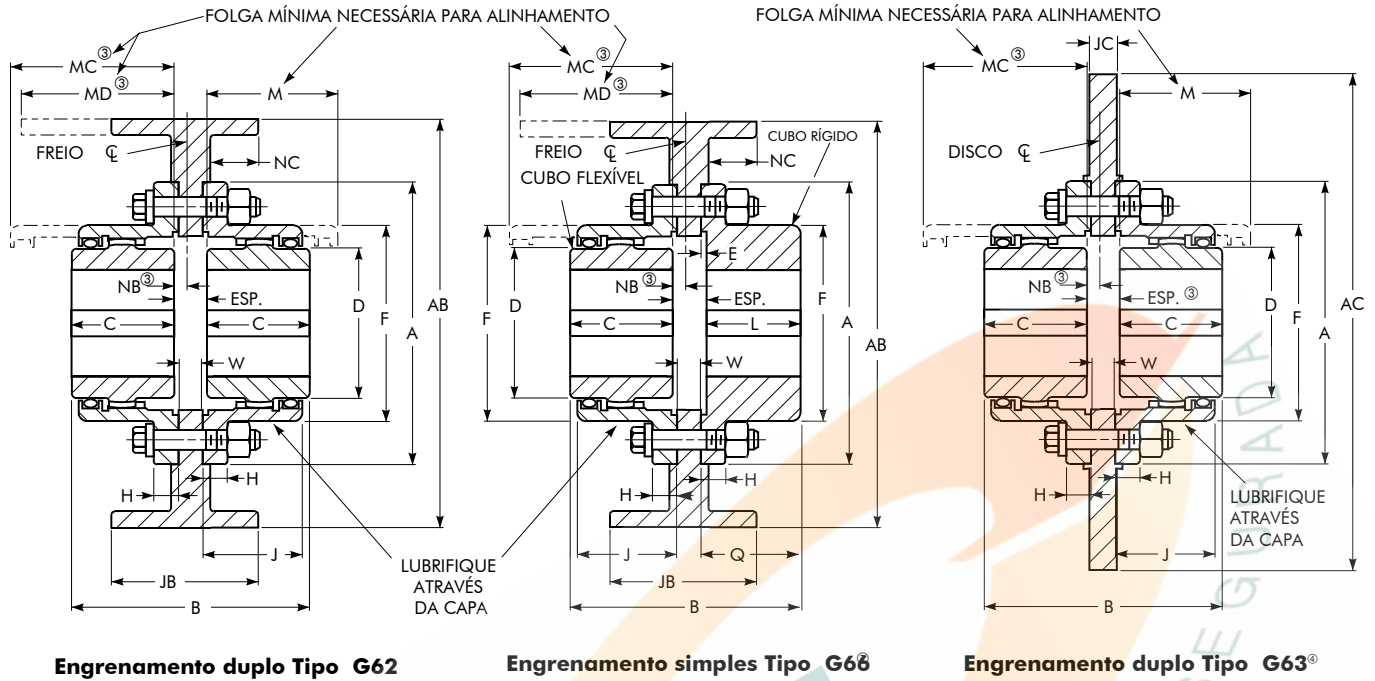 FOLGA MÍNIMA NECESSÁRIA PARA ALINHAMENTO
FOLGA MÍNIMA NECESSÁRIA PARA ALINHAMENTO
MC③
MD③
M
FREIO ℄
NC
NB③
ESP.
C
C
D
F
A
AB
W
H
H
J
JB
B
LUBRIFIQUE
ATRAVÉS
DA CAPA
MC③
MD③
CUBO RÍGIDO
FREIO ℄
NC
CUBO FLEXÍVEL
E
NB③
ESP.
F
D
C
L
F
A
AB
W
H
H
J
Q
JB
B
JC
MC③
M
DISCO ℄
NB③
ESP.③
C
C
D
F
A
AC
W
H
H
J
B
LUBRIFIQUE
ATRAVÉS
DA CAPA
SEGURADA
Engrenamento duplo Tipo G62
Engrenamento simples Tipo G66②
Engrenamento duplo Tipo G63④